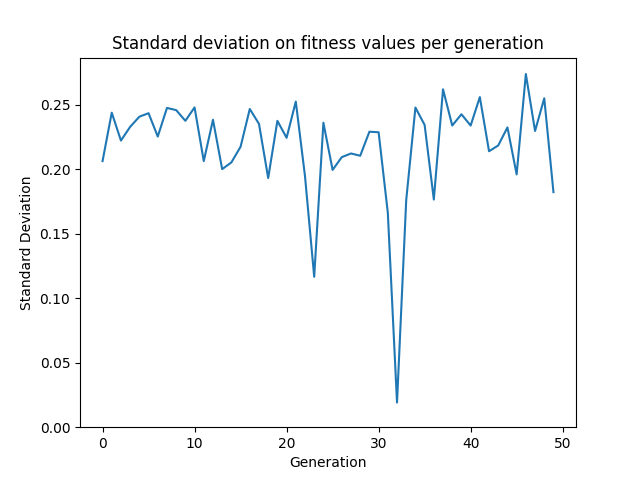 Standard deviation on fitness values per generation
Standard Deviation
0.25
0.20
0.15
0.10
0.05
0.00
0 10 20 30 40 50
Generation